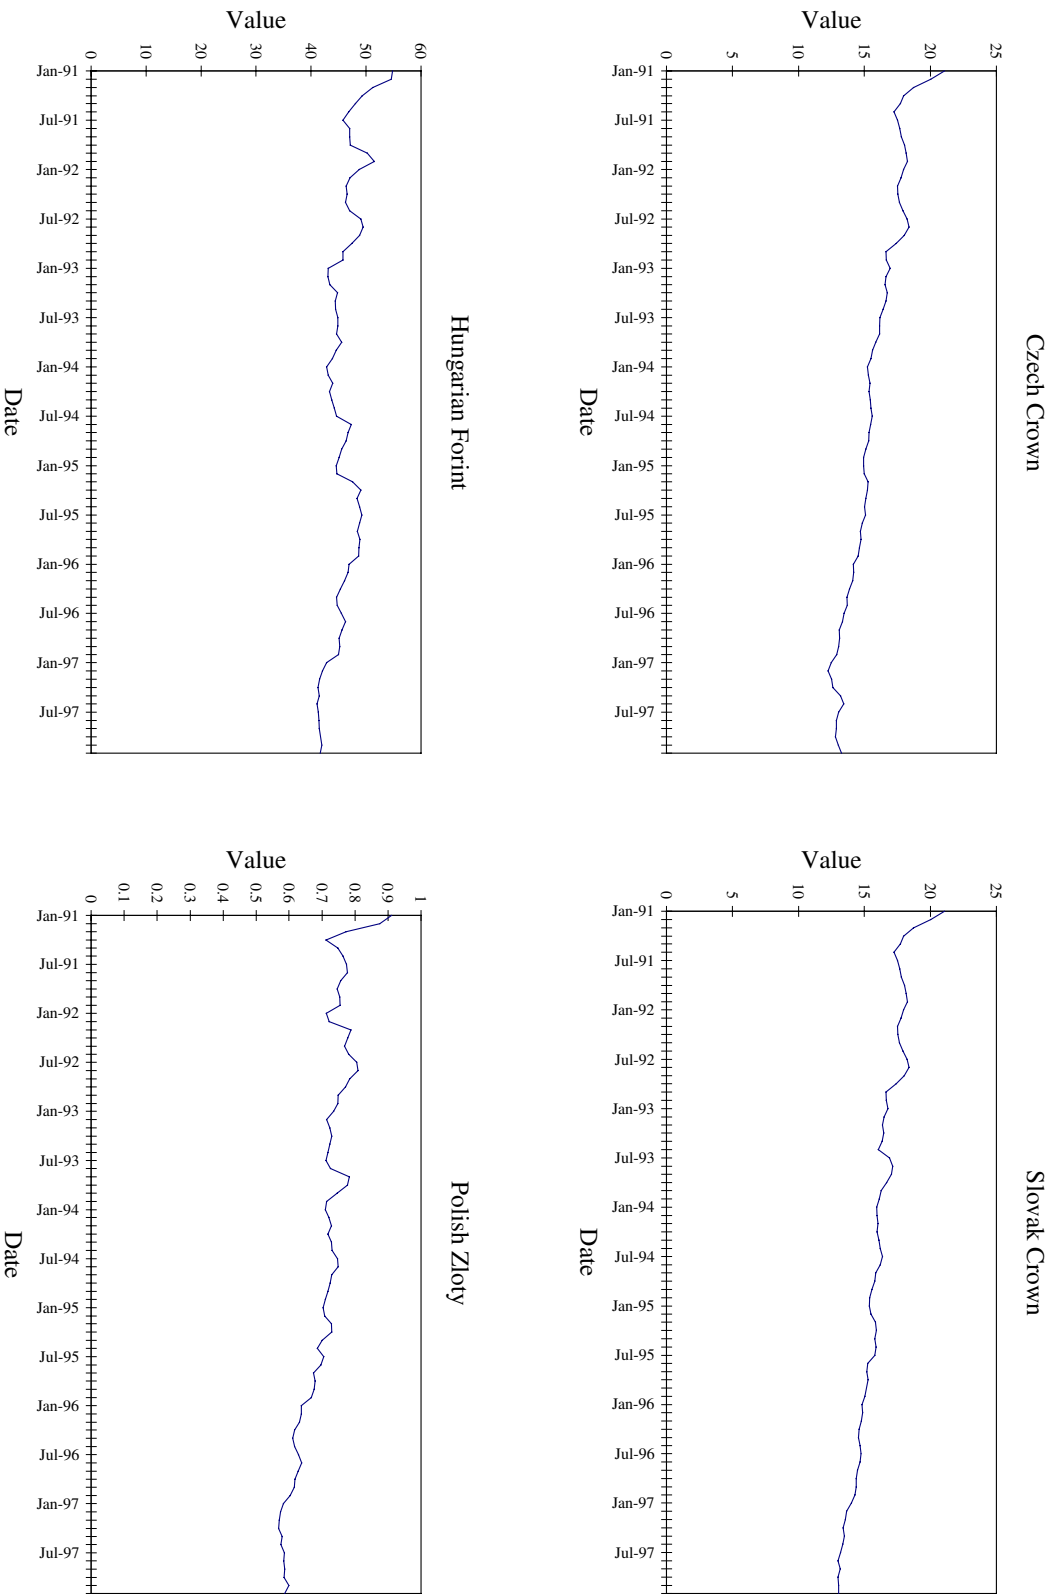 Czech Crown
Value
25
20
15
10
5
0
Jan-91
Jul-91
Jan-92
Jul-92
Jan-93
Jul-93
Jan-94
Jul-94
Jan-95
Jul-95
Jan-96
Jul-96
Jan-97
Jul-97
Date
Slovak Crown
Value
25
20
15
10
5
0
Jan-91
Jul-91
Jan-92
Jul-92
Jan-93
Jul-93
Jan-94
Jul-94
Jan-95
Jul-95
Jan-96
Jul-96
Jan-97
Jul-97
Date
Hungarian Forint
Value
60
50
40
30
20
10
0
Jan-91
Jul-91
Jan-92
Jul-92
Jan-93
Jul-93
Jan-94
Jul-94
Jan-95
Jul-95
Jan-96
Jul-96
Jan-97
Jul-97
Date
Polish Zloty
Value
1
0.9
0.8
0.7
0.6
0.5
0.4
0.3
0.2
0.1
0
Jan-91
Jul-91
Jan-92
Jul-92
Jan-93
Jul-93
Jan-94
Jul-94
Jan-95
Jul-95
Jan-96
Jul-96
Jan-97
Jul-97
Date